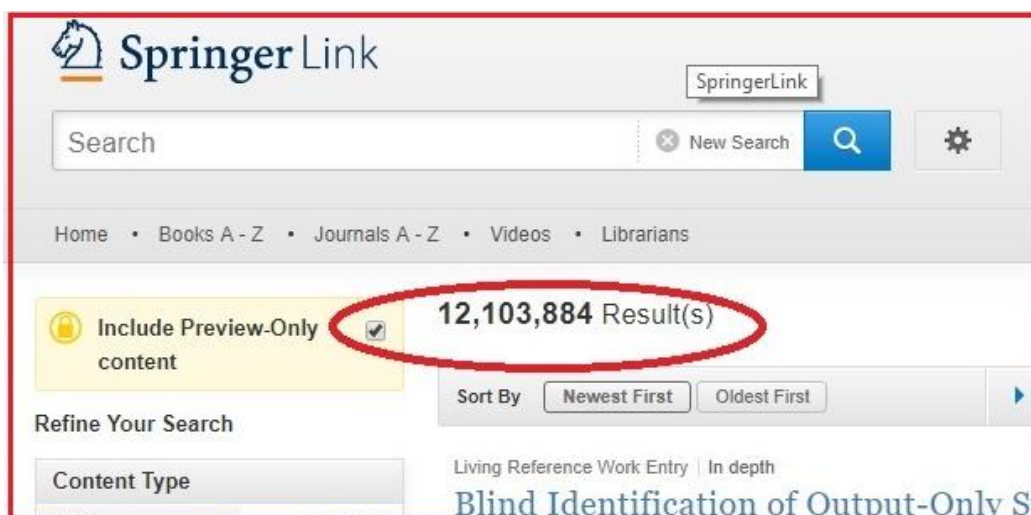 Springer Link
SpringerLink
Search
New Search
Home • Books A - Z • Journals A - Z • Videos • Librarians
Include Preview-Only
content
12,103,884 Result(s)
Sort By Newest First Oldest First
Refine Your Search
Living Reference Work Entry | In depth
Content Type
Blind Identification of Output-Only S